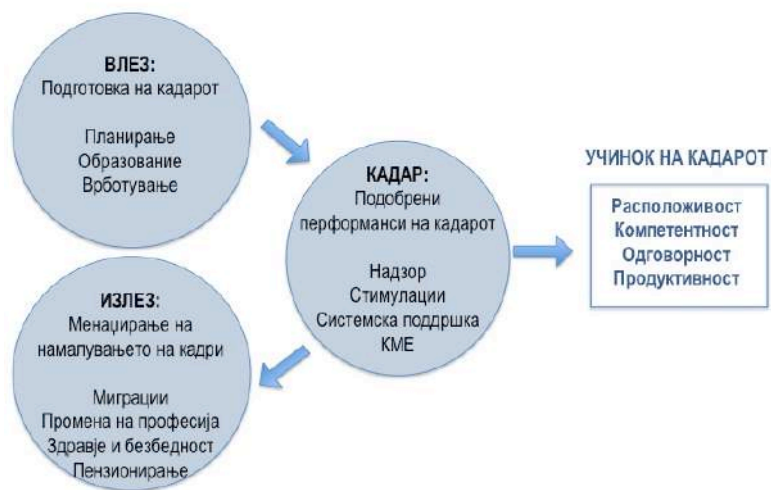 ВЛЕЗ:
Подготовка на кадарот
Планирање
Образование
Вработување
КАДАР:
Подобрени
перформанси на кадарот
Надзор
Стимулации
Системска поддршка
КМЕ
УЧИНОК НА КАДАРОТ
Расположивост
Компетентност
Одговорност
Продуктивност
ИЗЛЕЗ:
Менаџирање на
намалувањето на кадри
Миграции
Промена на професија
Здравје и безбедност
Пензионирање